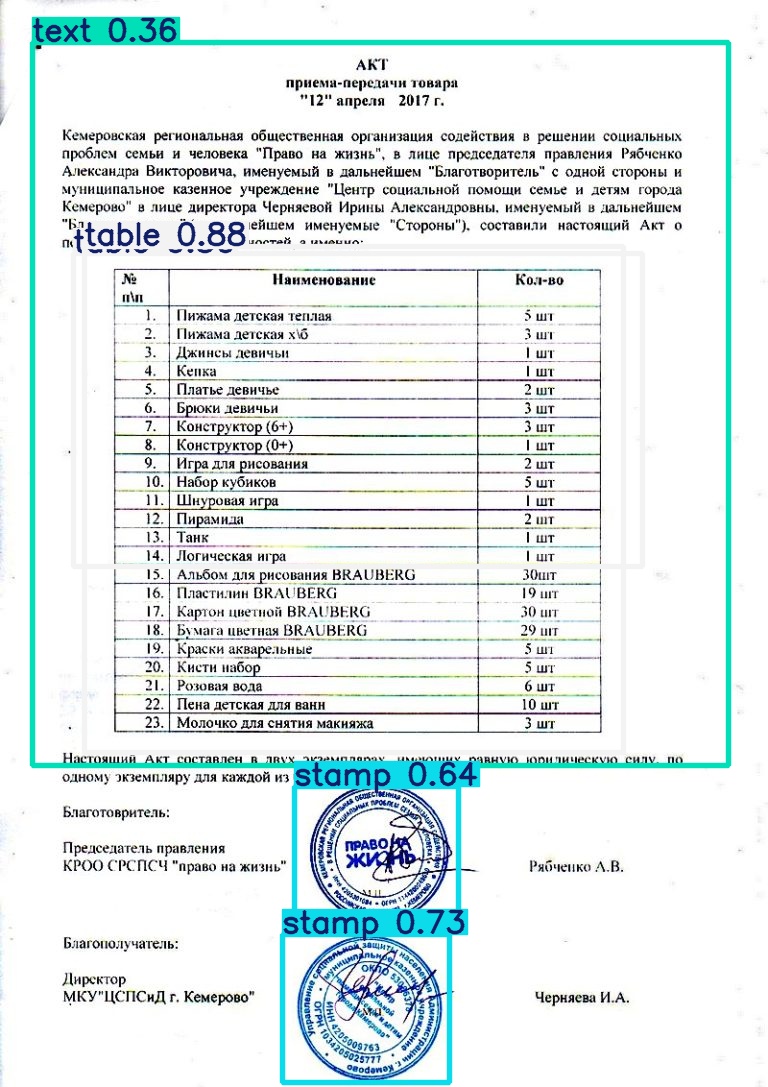 text 0.36
АКТ
приема-передачи товара
"12" апреля 2017 г.
Кемеровская региональная общественная организация содействия в решении социальных
проблем семьи и человека "Право на жизнь", в лице председателя правления Рябченко
Александра Викторовича, именуемый в дальнейшем "Благотворитель" с одной стороны и
муниципальное казенное учреждение "Центр социальной помощи семье и детям города
Кемерово" в лице директора Черняевой Ирины Александровны, именуемый в дальнейшем
именуемые "Стороны"), составили настоящий Акт о
table 0.88
а именно:
№ п\п Наименование Кол-во
1. Пижама детская теплая 5 шт
2. Пижама детская х\б 3 шт
3. Джинсы девичьи 1 шт
4. Кепка 1 шт
5. Платье девичье 2 шт
6. Брюки девичьи 3 шт
7. Конструктор (6+) 3 шт
8. Конструктор (0+) 1 шт
9. Игра для рисования 2 шт
10. Набор кубиков 5 шт
11. Шнуровая игра 1 шт
12. Пирамида 2 шт
13. Танк 1 шт
14. Логическая игра 1 шт
15. Альбом для рисования BRAUBERG 30шт
16. Пластилин BRAUBERG 19 шт
17. Картон цветной BRAUBERG 30 шт
18. Бумага цветная BRAUBERG 29 шт
19. Краски акварельные 5 шт
20. Кисти набор 5 шт
21. Розовая вода 6 шт
22. Пена детская для ванн 10 шт
23. Молочко для снятия макияжа 3 шт
Настоящий Акт составлен в двух экземплярах, имеющих равную юридическую силу, по
одному экземпляру для каждой из
stamp 0.64
Благотворитель:
Председатель правления
КРОО СРСПСЧ "право на жизнь"
ПРАВО НА
ЖИЗНЬ
Рябченко А.В.
stamp 0.73
Благополучатель:
Директор
МКУ"ЦСПСиД г. Кемерово"
Управление социальной защиты населения администрации г. Кемерово
муниципальное казенное учреждение
ИНН 4205009763
ОГРН 1034205025777
Черняева И.А.